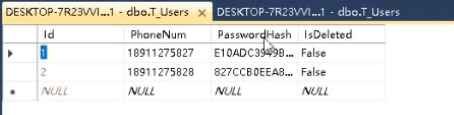 DESKTOP-7R23VVI...1 - dbo.T_Users × DESKTOP-7R23VVI...1 - dbo.T_Users
Id PhoneNum PasswordHash IsDeleted
1 18911275827 E10ADC3949B... False
2 18911275828 827CCB0EEA8... False
NULL NULL NULL NULL